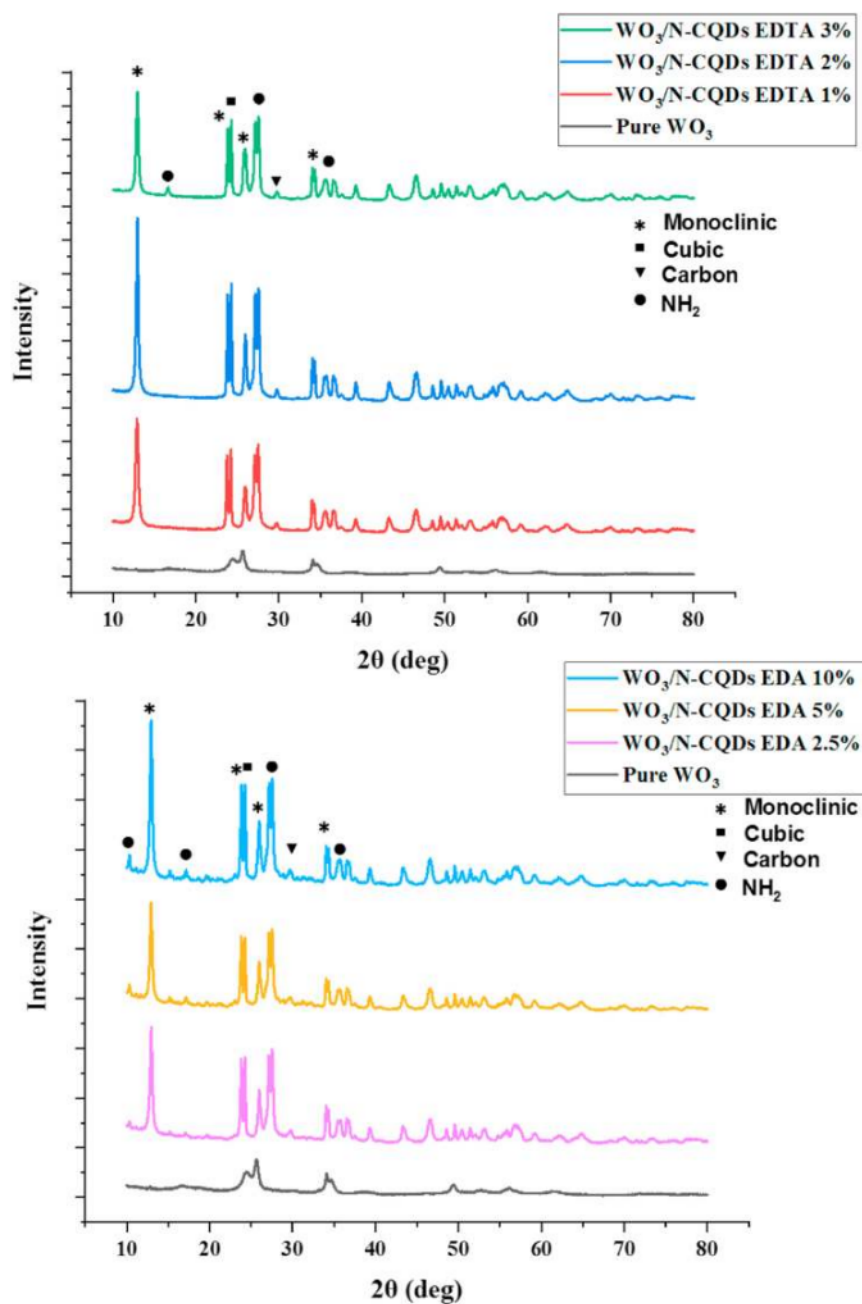 WO₃/N-CQDs EDTA 3%
WO₃/N-CQDs EDTA 2%
WO₃/N-CQDs EDTA 1%
Pure WO₃
* Monoclinic
■ Cubic
▼ Carbon
● NH₂
Intensity
10 20 30 40 50 60 70 80
2θ (deg)
WO₃/N-CQDs EDA 10%
WO₃/N-CQDs EDA 5%
WO₃/N-CQDs EDA 2.5%
Pure WO₃
* Monoclinic
■ Cubic
▼ Carbon
● NH₂
Intensity
10 20 30 40 50 60 70 80
2θ (deg)